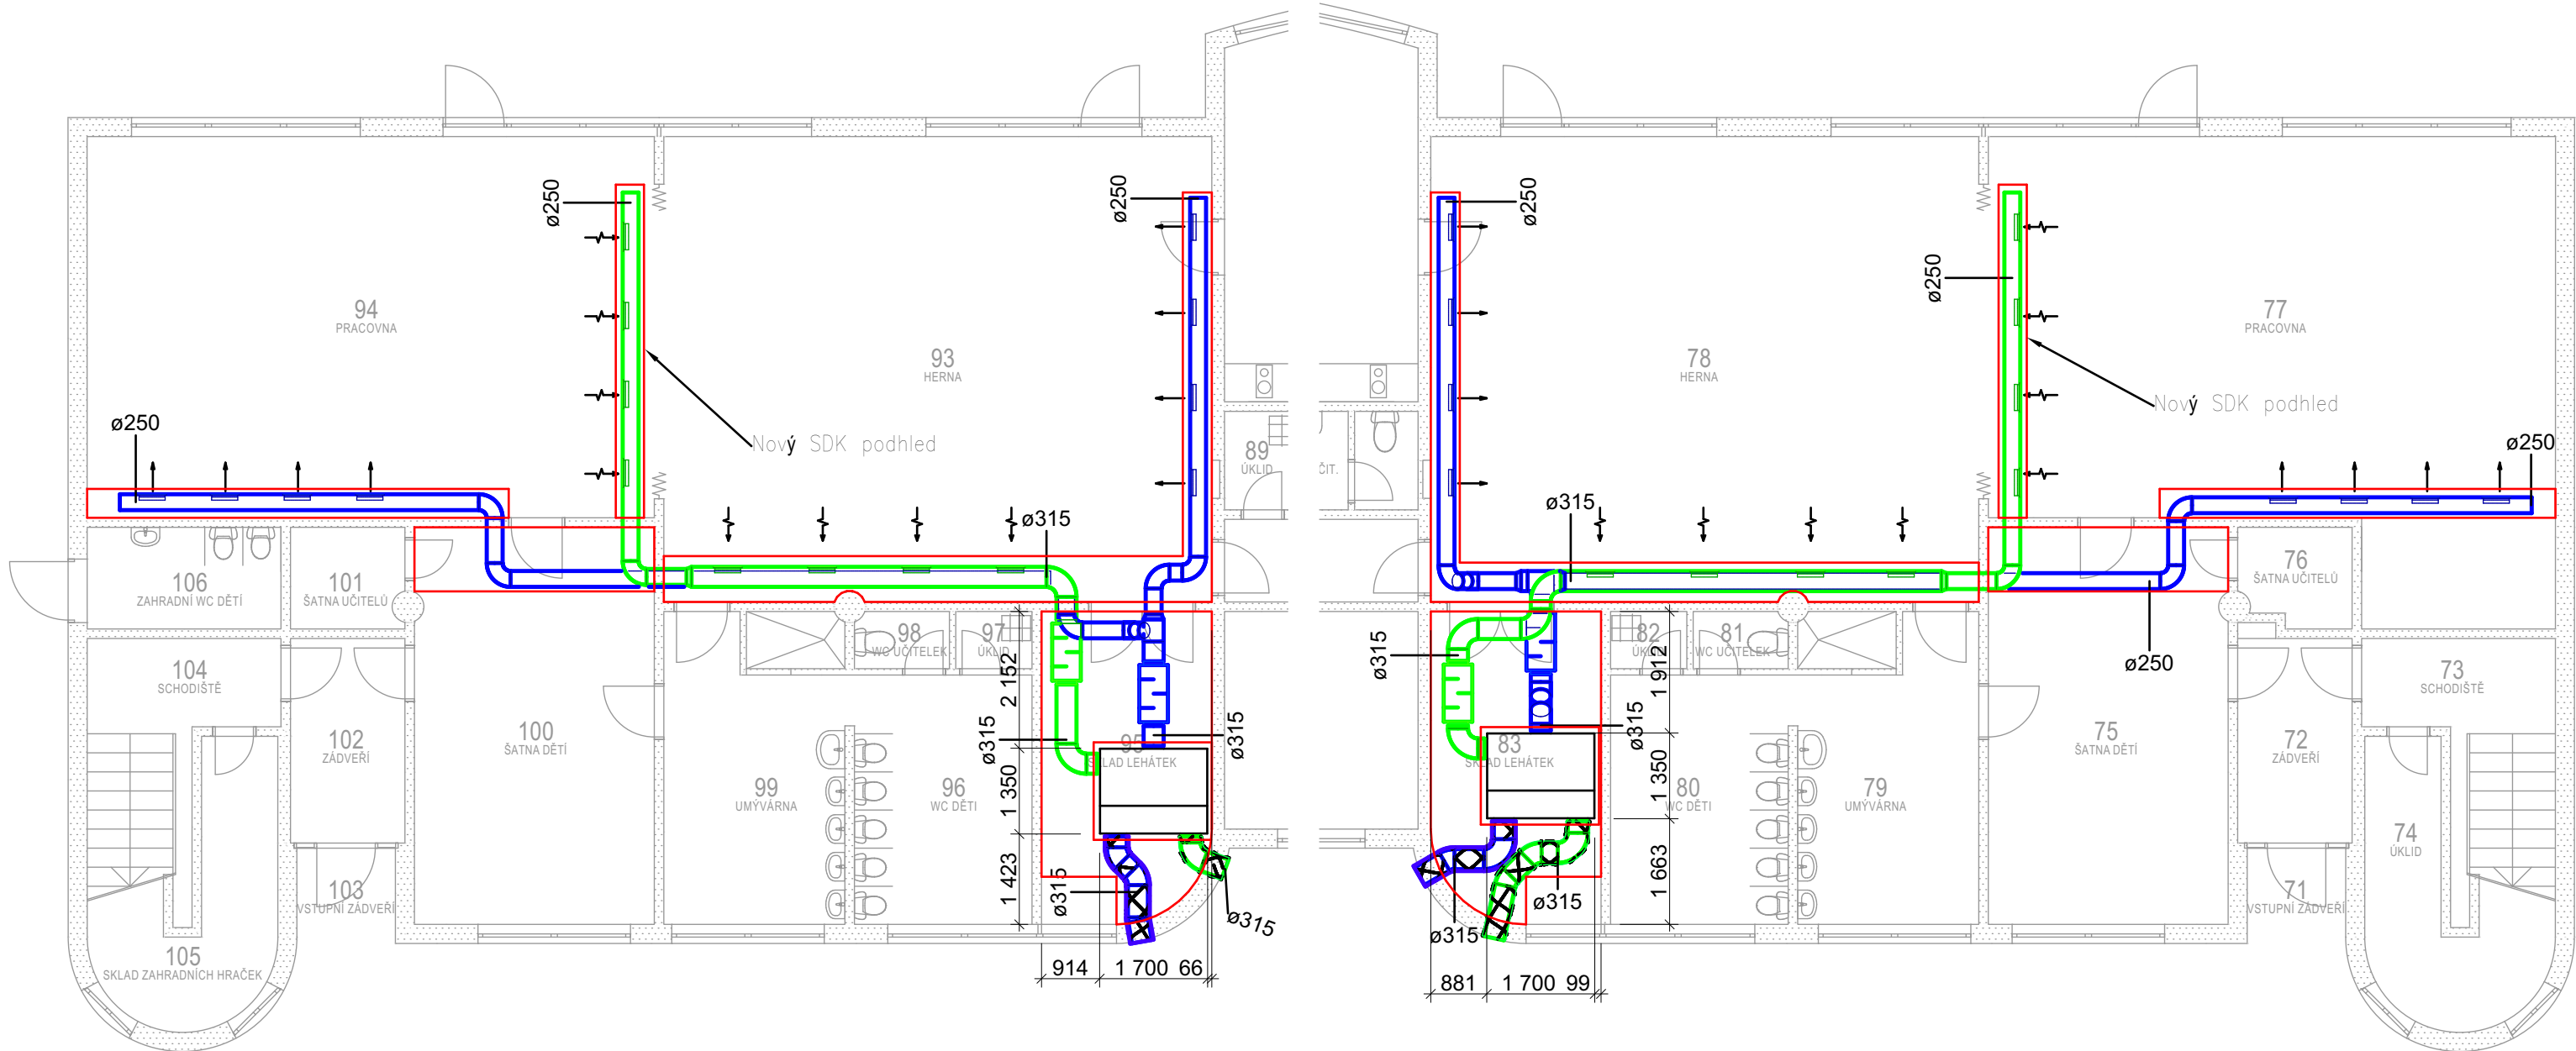 ø250
ø250
ø250
ø250
94
PRACOVNA
93
HERNA
78
HERNA
77
PRACOVNA
Nový SDK podhled
Nový SDK podhled
ø250
ø250
89
ÚKLID
ČIT.
ø315
ø315
106
ZAHRADNÍ WC DĚTÍ
101
ŠATNA UČITELŮ
76
ŠATNA UČITELŮ
98
WC UČITELEK
97
ÚKLID
82
81
WC UČITELEK
ø315
ø250
104
SCHODIŠTĚ
73
SCHODIŠTĚ
2 152
1 912
100
ŠATNA DĚTÍ
102
ZÁDVEŘÍ
ø315
ø315
95
SKLAD LEHÁTEK
83
SKLAD LEHÁTEK
ø315
75
ŠATNA DĚTÍ
72
ZÁDVEŘÍ
99
UMÝVÁRNA
96
WC DĚTI
1 350
1 350
80
WC DĚTI
79
UMÝVÁRNA
74
ÚKLID
103
VSTUPNÍ ZÁDVEŘÍ
1 423
ø315
ø315
ø315
ø315
1 663
71
VSTUPNÍ ZÁDVEŘÍ
105
SKLAD ZAHRADNÍCH HRAČEK
914
1 700
66
881
1 700
99